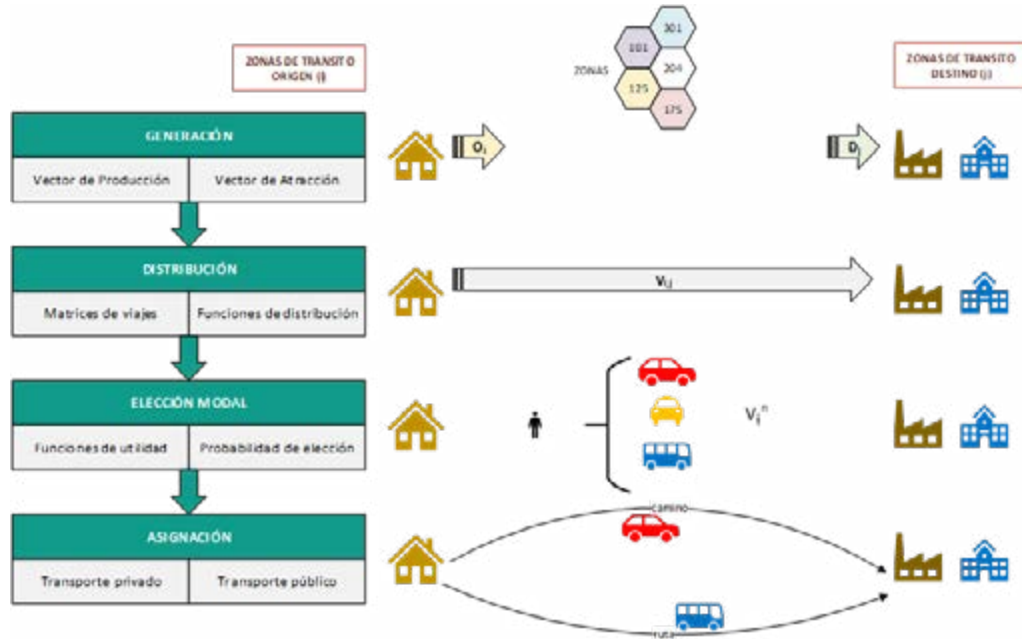 ZONAS DE TRANSITO
ORIGEN (i)
ZONAS
301
101
204
125
175
ZONAS DE TRANSITO
DESTINO (j)
GENERACIÓN
Vector de Producción
Vector de Atracción
Oi
Dj
DISTRIBUCIÓN
Matrices de viajes
Funciones de distribución
Vij
ELECCIÓN MODAL
Funciones de utilidad
Probabilidad de elección
Vijn
ASIGNACIÓN
Transporte privado
Transporte público
camino
ruta